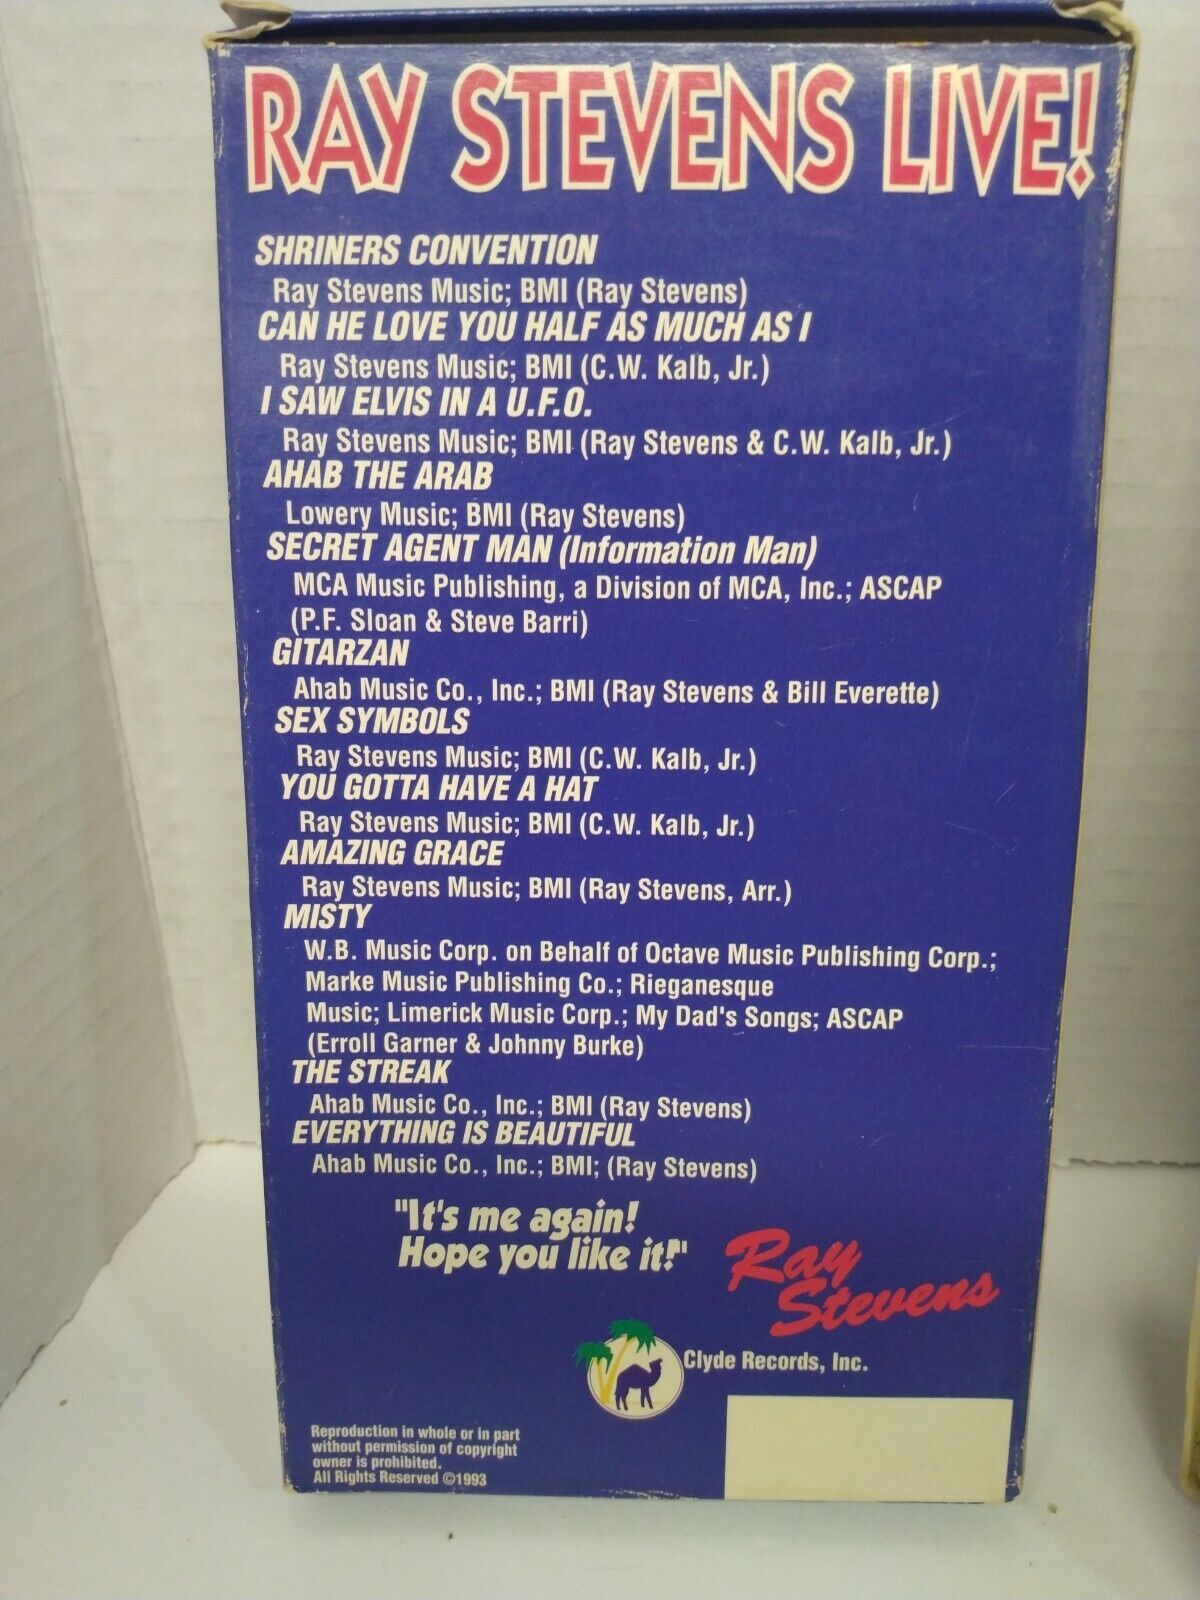 RAY STEVENS LIVE!
SHRINERS CONVENTION
Ray Stevens Music; BMI (Ray Stevens)
CAN HE LOVE YOU HALF AS MUCH AS I
Ray Stevens Music; BMI (C.W. Kalb, Jr.)
I SAW ELVIS IN A U.F.O.
Ray Stevens Music; BMI (Ray Stevens & C.W. Kalb, Jr.)
AHAB THE ARAB
Lowery Music; BMI (Ray Stevens)
SECRET AGENT MAN (Information Man)
MCA Music Publishing, a Division of MCA, Inc.; ASCAP
(P.F. Sloan & Steve Barri)
GITARZAN
Ahab Music Co., Inc.; BMI (Ray Stevens & Bill Everette)
SEX SYMBOLS
Ray Stevens Music; BMI (C.W. Kalb, Jr.)
YOU GOTTA HAVE A HAT
Ray Stevens Music; BMI (C.W. Kalb, Jr.)
AMAZING GRACE
Ray Stevens Music; BMI (Ray Stevens, Arr.)
MISTY
W.B. Music Corp. on Behalf of Octave Music Publishing Corp.;
Marke Music Publishing Co.; Rieganesque
Music; Limerick Music Corp.; My Dad's Songs; ASCAP
(Erroll Garner & Johnny Burke)
THE STREAK
Ahab Music Co., Inc.; BMI (Ray Stevens)
EVERYTHING IS BEAUTIFUL
Ahab Music Co., Inc.; BMI; (Ray Stevens)
"It's me again!
Hope you like it!"
Ray
Stevens
Clyde Records, Inc.
Reproduction in whole or in part
without permission of copyright
owner is prohibited.
All Rights Reserved ©1993